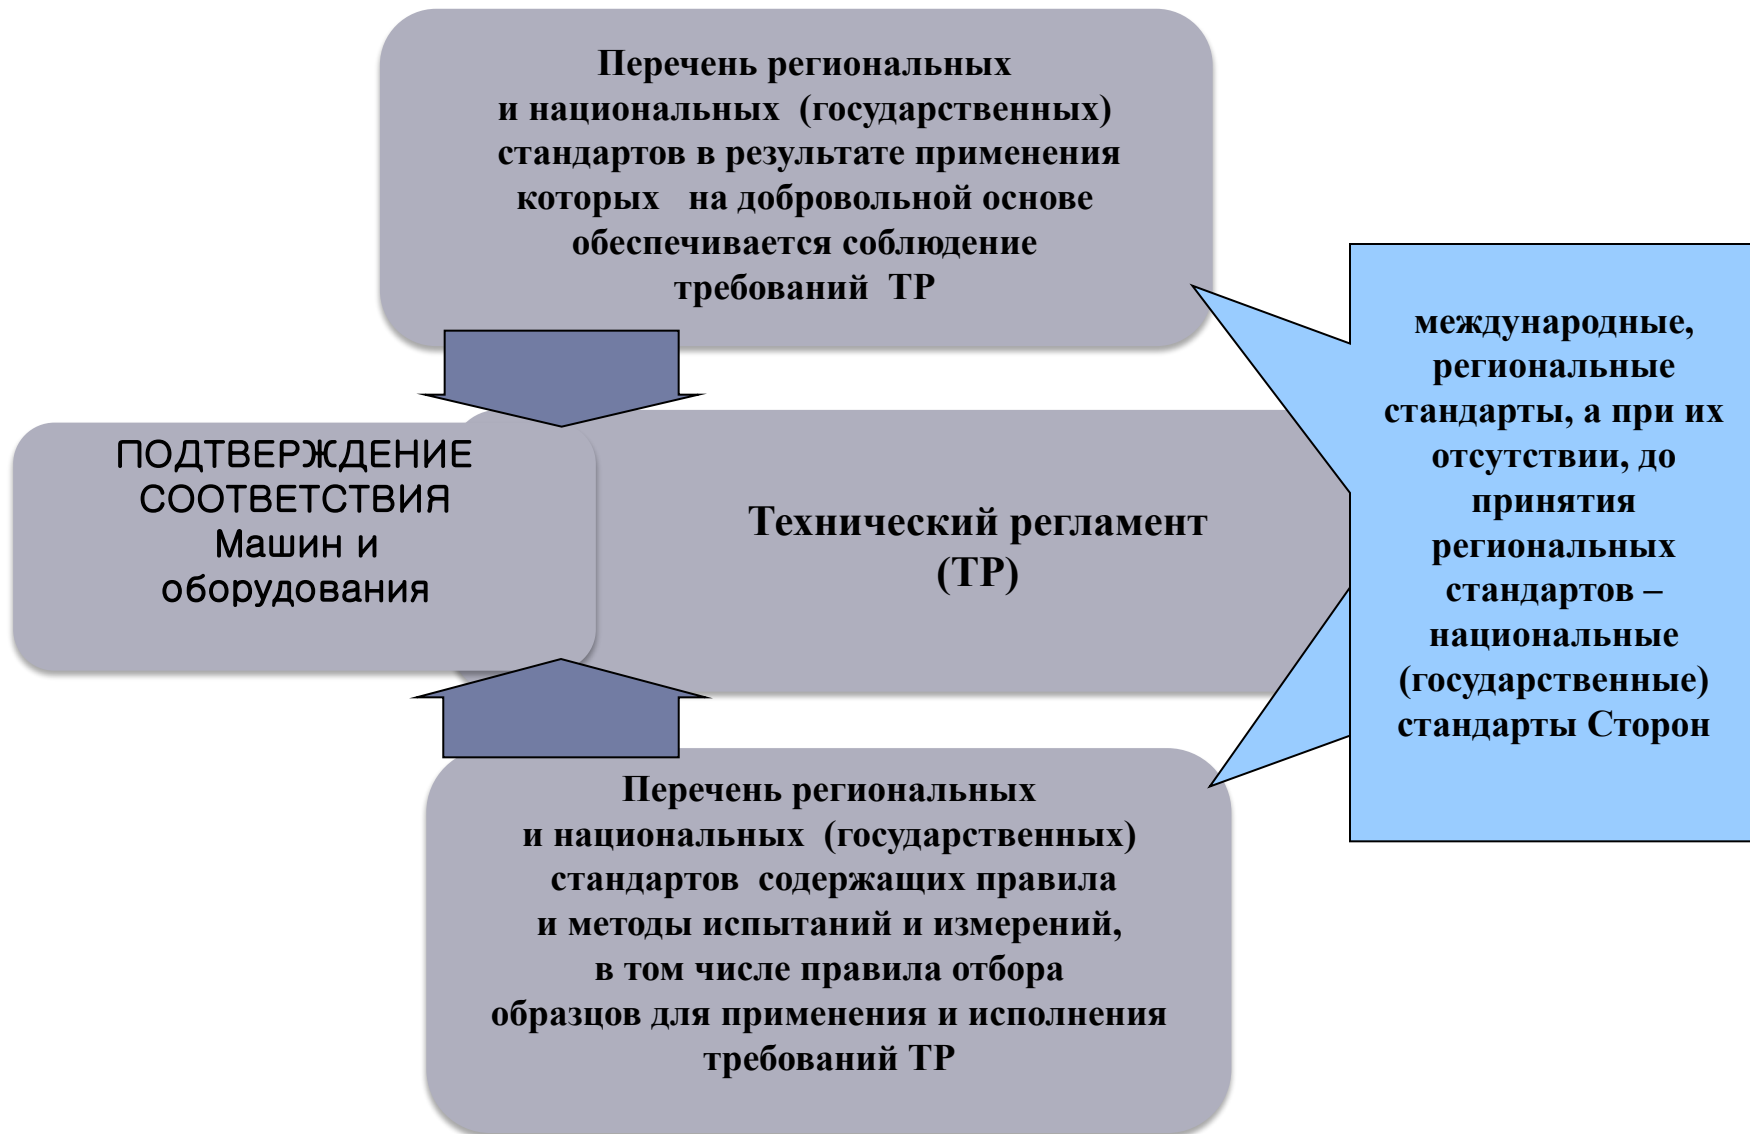 Перечень региональных
и национальных (государственных)
стандартов в результате применения
которых на добровольной основе
обеспечивается соблюдение
требований ТР
ПОДТВЕРЖДЕНИЕ
СООТВЕТСТВИЯ
Машин и
оборудования
Технический регламент
(ТР)
международные,
региональные
стандарты, а при их
отсутствии, до
принятия
региональных
стандартов –
национальные
(государственные)
стандарты Сторон
Перечень региональных
и национальных (государственных)
стандартов содержащих правила
и методы испытаний и измерений,
в том числе правила отбора
образцов для применения и исполнения
требований ТР